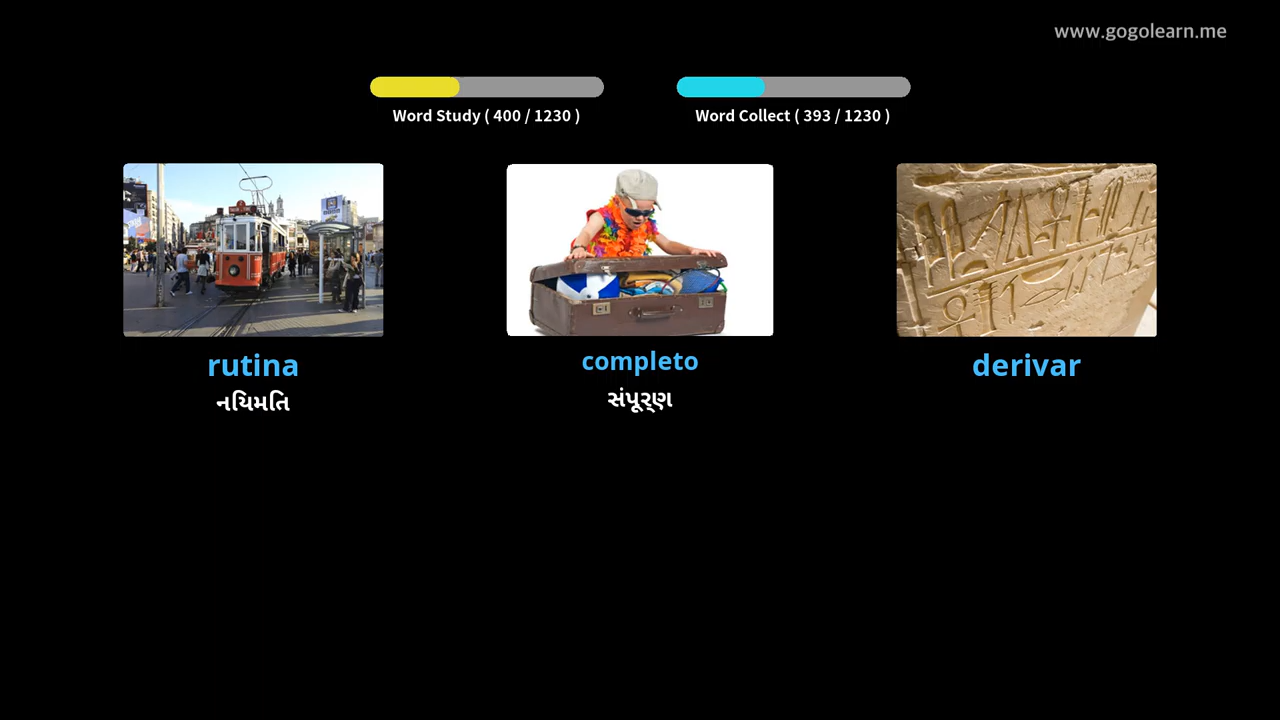 www.gogolearn.me
Word Study ( 400 / 1230 )
Word Collect ( 393 / 1230 )
rutina
completo
derivar
નિયમિત
સંપૂર્ણ